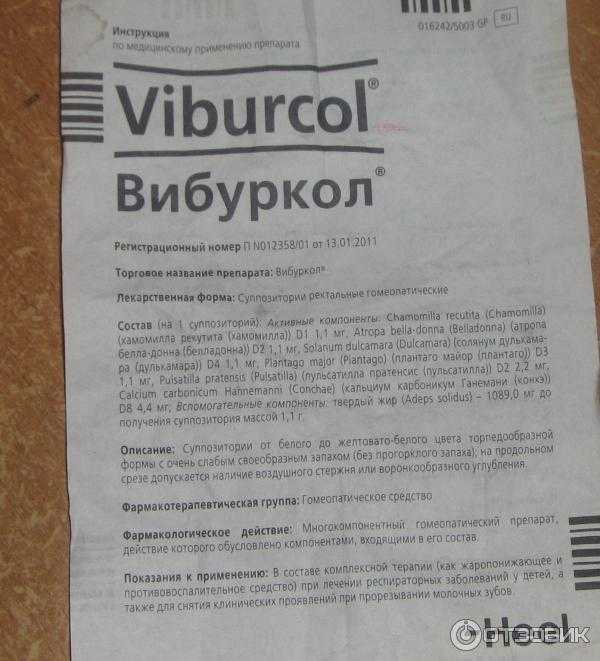 Инструкция
по медицинскому применению препарата
016242/5003 GP RU
Viburcol®
Вибуркол®
Регистрационный номер П N012358/01 от 13.01.2011
Торговое название препарата: Вибуркол®
Лекарственная форма: Суппозитории ректальные гомеопатические
Состав (на 1 суппозиторий): Активные компоненты: Chamomilla recutita (Chamomilla)
(хамомилла рекутита (хамомилла)) D1 1,1 мг, Atropa bella-donna (Belladonna) (атропа
белла-донна (белладонна)) D2 1,1 мг, Solanum dulcamara (Dulcamara) (солянум дулькама-
ра (дулькамара)) D4 1,1 мг, Plantago major (Plantago) (плантаго майор (плантаго)) D3
1,1 мг, Pulsatilla pratensis (Pulsatilla) (пульсатилла пратенсис (пульсатилла)) D2 2,2 мг,
Calcium carbonicum Hahnemanni (Conchae) (кальциум карбоникум Ганемани (конхэ))
D8 4,4 мг, Вспомогательные компоненты: твердый жир (Adeps solidus) – 1089,0 мг до
получения суппозитория массой 1,1 г.
Описание: Суппозитории от белого до желтовато-белого цвета торпедообразной
формы с очень слабым своеобразным запахом (без прогорклого запаха); на продольном
срезе допускается наличие воздушного стержня или воронкообразного углубления.
Фармакотерапевтическая группа: Гомеопатическое средство
Фармакологическое действие: Многокомпонентный гомеопатический препарат,
действие которого обусловлено компонентами, входящими в его состав.
Показания к применению: В составе комплексной терапии (как жаропонижающее и
противовоспалительное средство) при лечении респираторных заболеваний у детей, а
также для снятия клинических проявлений при прорезывании молочных зубов.
-Heel
ОТЗОВИК